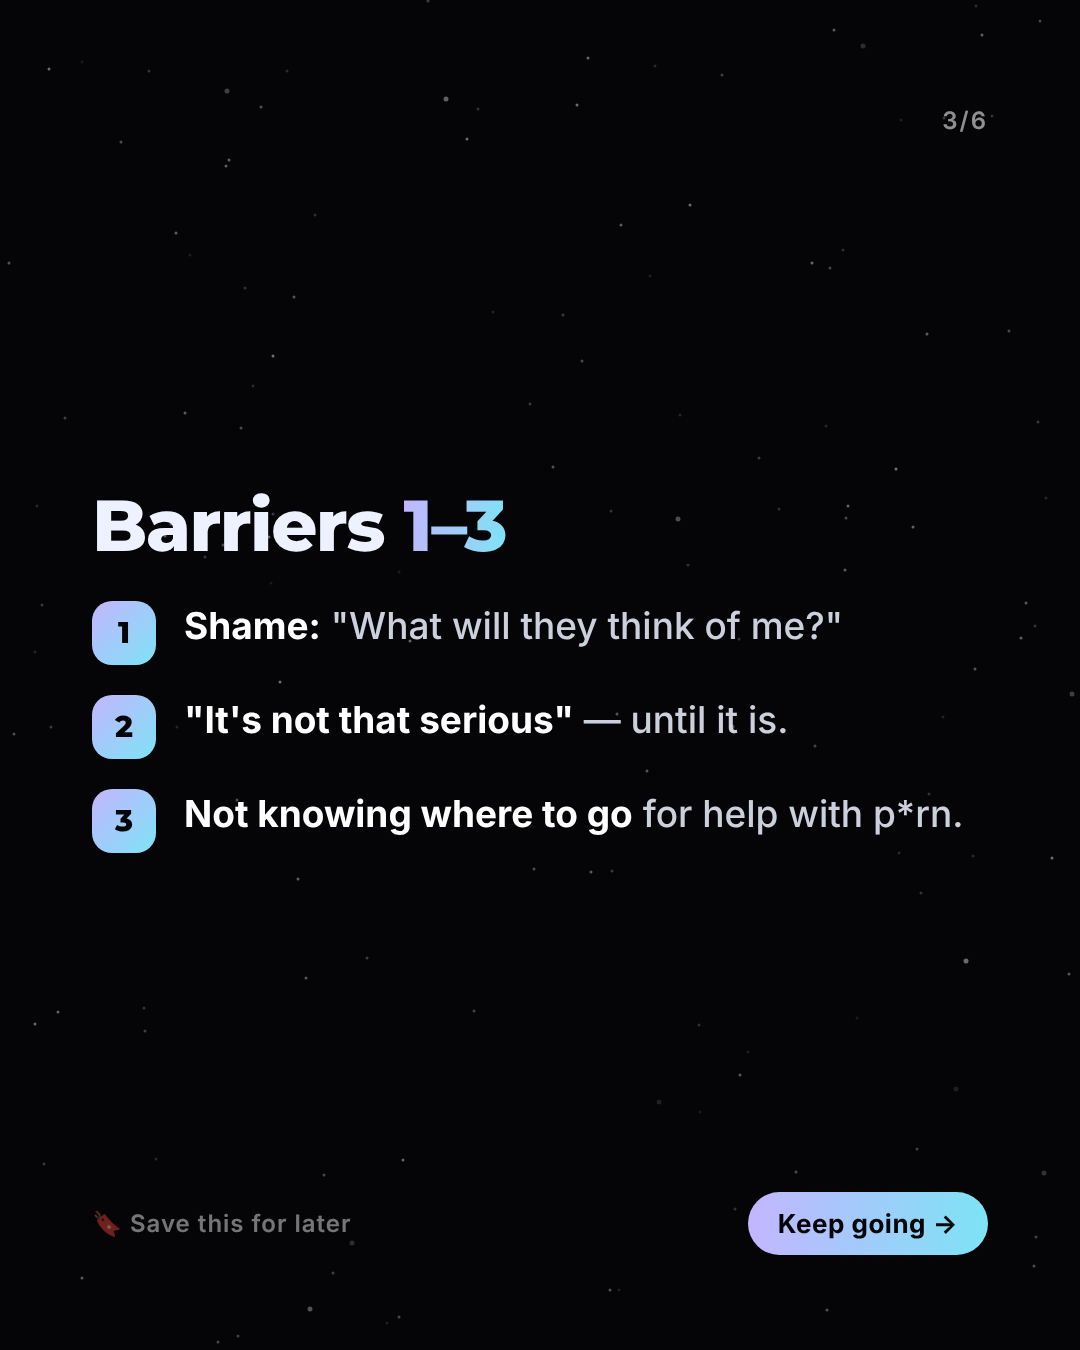 3/6
Barriers 1–3
1 Shame: "What will they think of me?"
2 "It's not that serious" — until it is.
3 Not knowing where to go for help with p*rn.
🔖 Save this for later
Keep going →